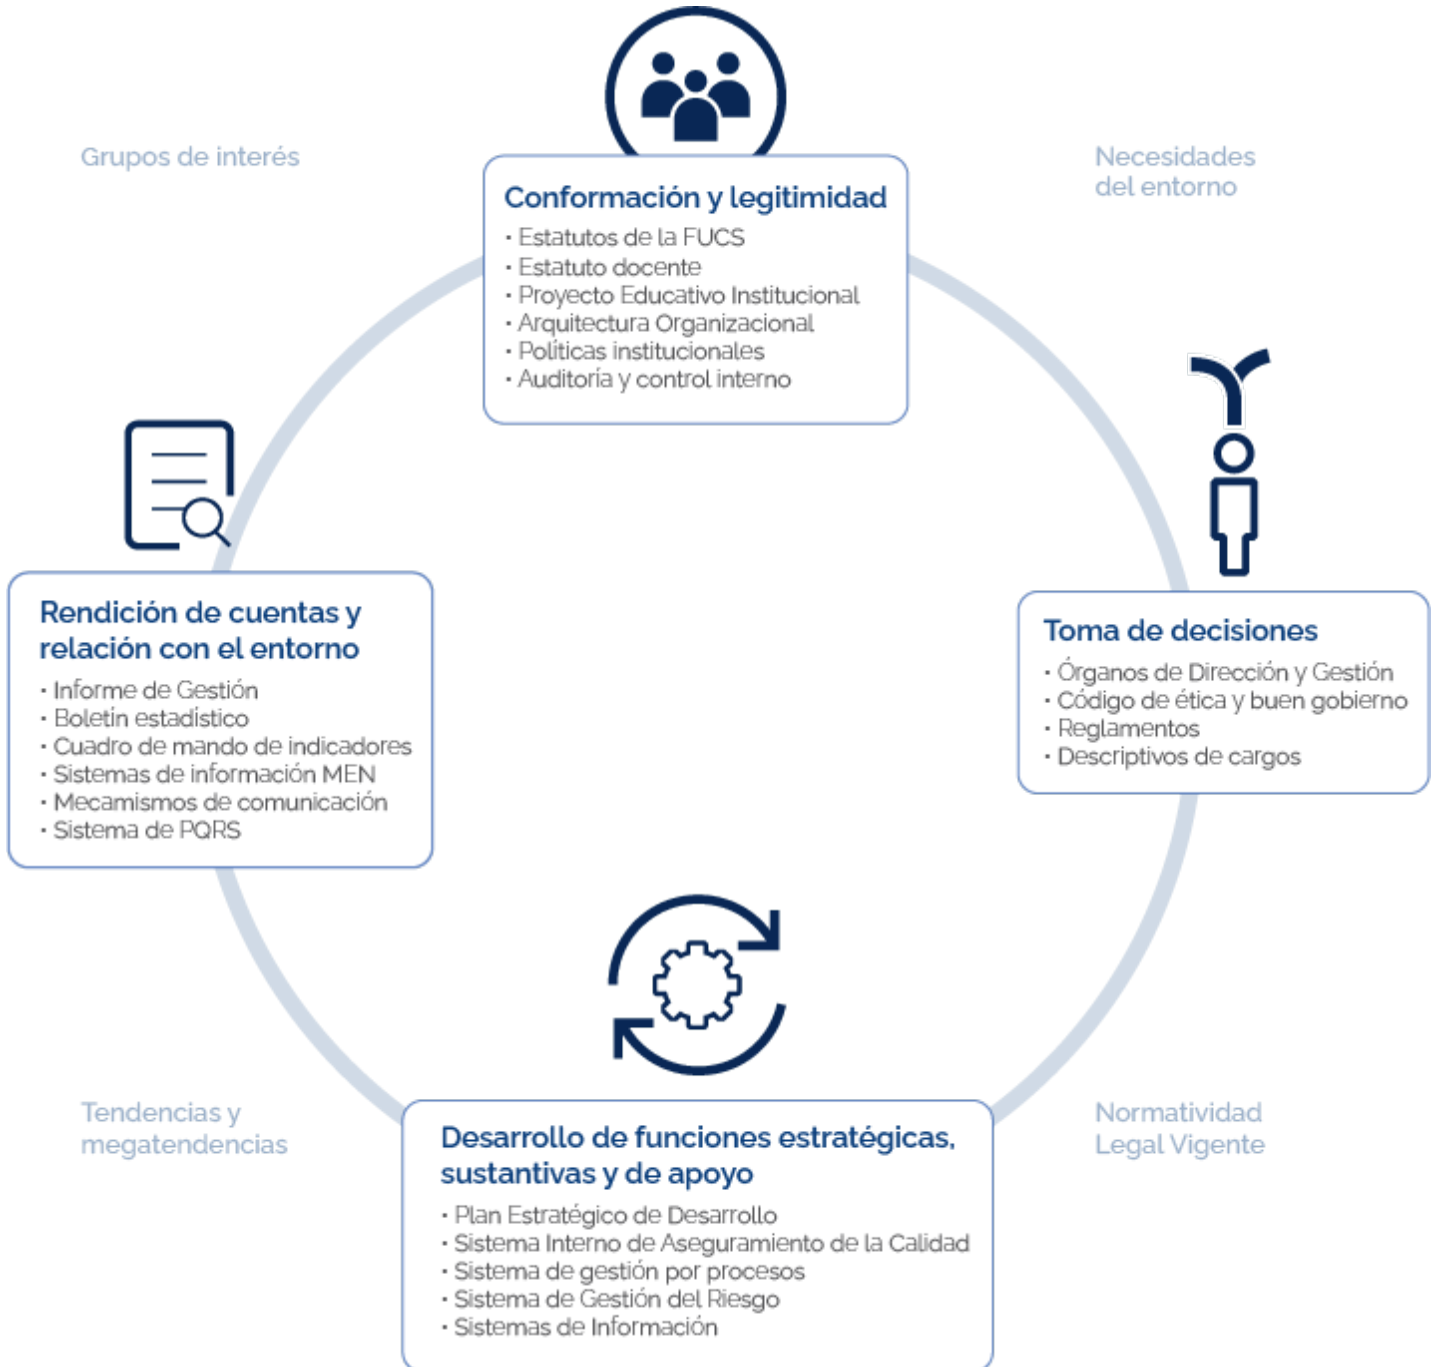 Grupos de interés
Necesidades
del entorno
Conformación y legitimidad
• Estatutos de la FUCS
• Estatuto docente
• Proyecto Educativo Institucional
• Arquitectura Organizacional
• Políticas institucionales
• Auditoría y control interno
Rendición de cuentas y
relación con el entorno
• Informe de Gestión
• Boletín estadístico
• Cuadro de mando de indicadores
• Sistemas de información MEN
• Mecamismos de comunicación
• Sistema de PQRS
Toma de decisiones
• Órganos de Dirección y Gestión
• Código de ética y buen gobierno
• Reglamentos
• Descriptivos de cargos
Tendencias y
megatendencias
Normatividad
Legal Vigente
Desarrollo de funciones estratégicas,
sustantivas y de apoyo
• Plan Estratégico de Desarrollo
• Sistema Interno de Aseguramiento de la Calidad
• Sistema de gestión por procesos
• Sistema de Gestión del Riesgo
• Sistemas de Información